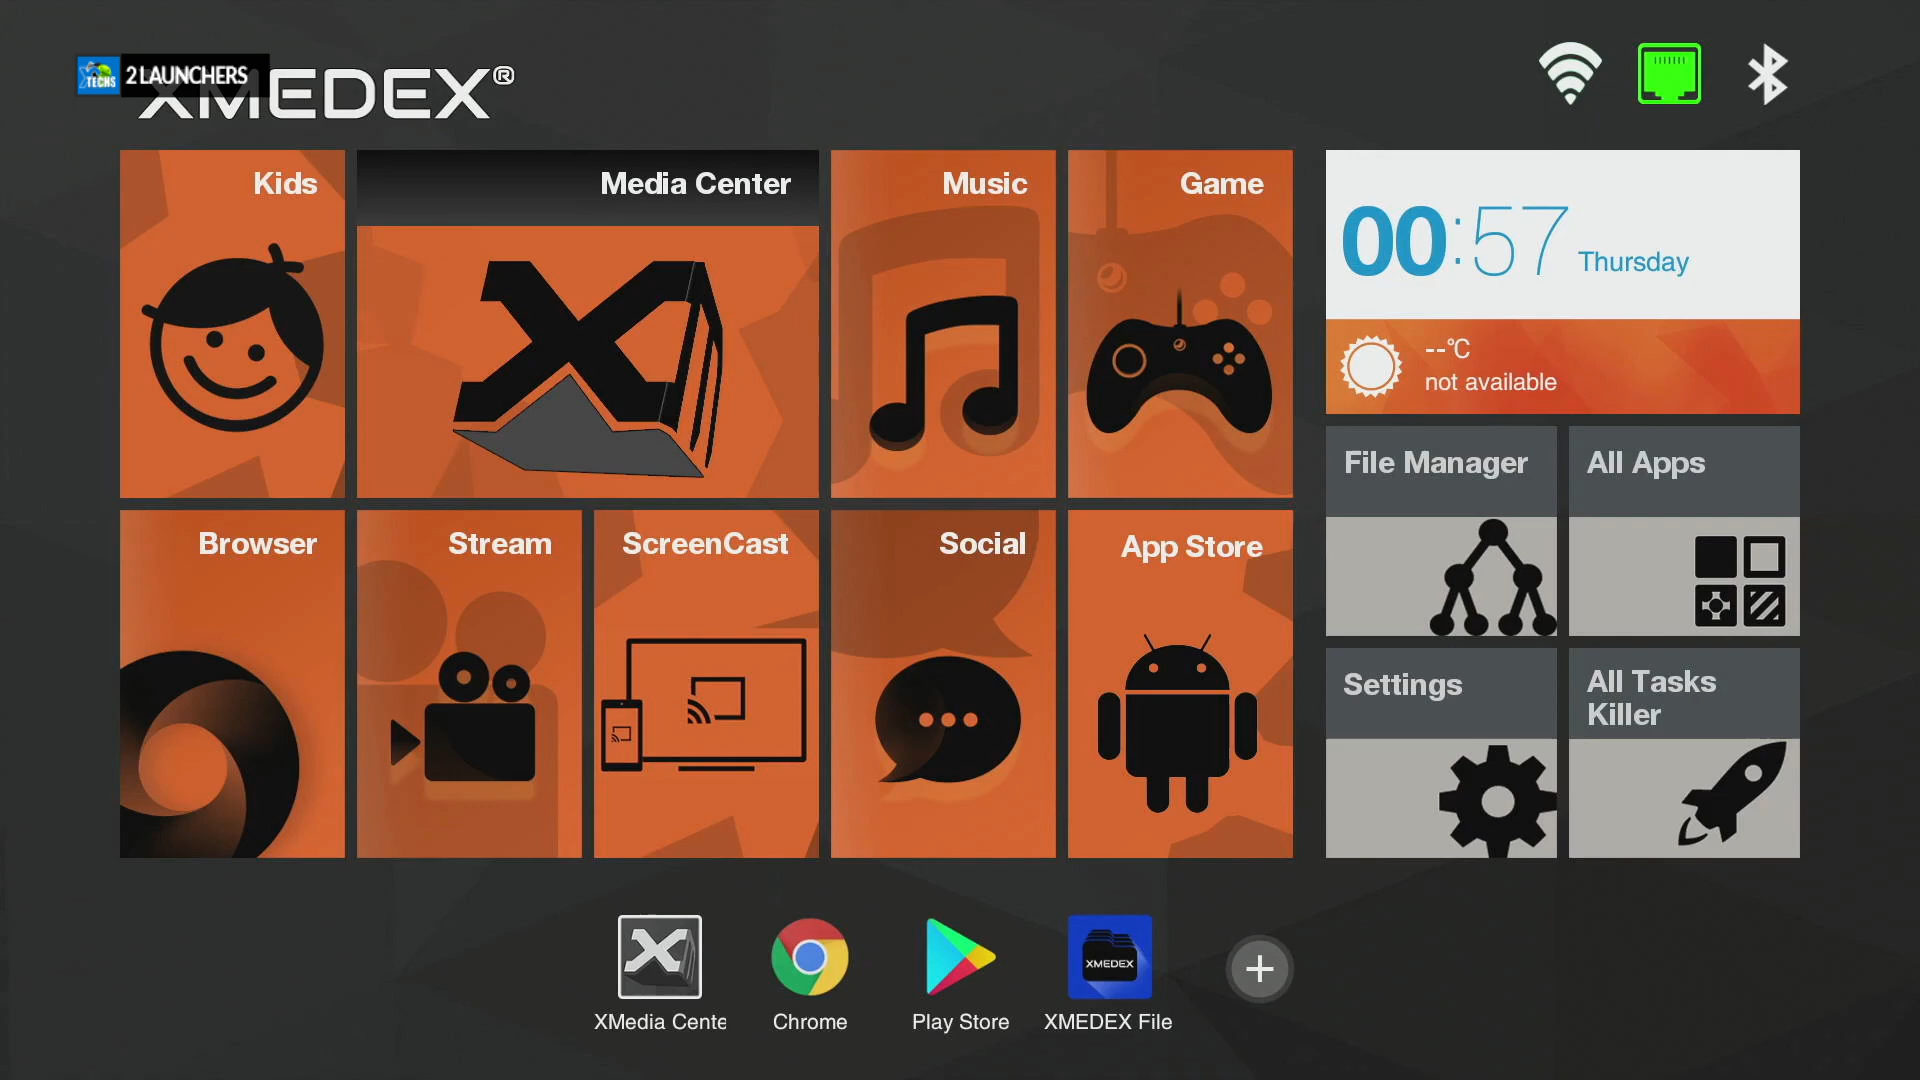 TECHS 2 LAUNCHERS
XMEDEX®
Kids
Media Center
Music
Game
00:57 Thursday
--°C
not available
File Manager
All Apps
Browser
Stream
ScreenCast
Social
App Store
Settings
All Tasks
Killer
XMEDEX
XMedia Cente
Chrome
Play Store
XMEDEX File